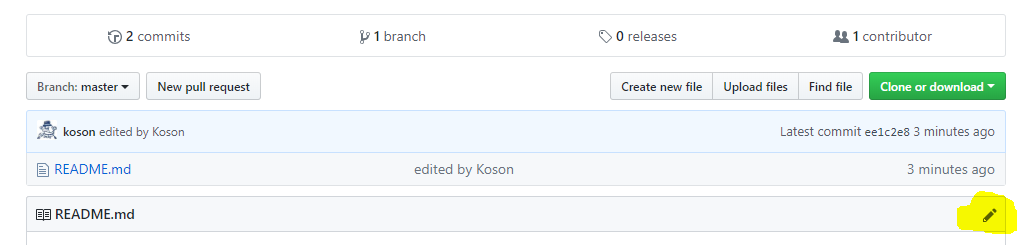 2 commits 1 branch 0 releases 1 contributor
Branch: master New pull request Create new file Upload files Find file Clone or download
koson edited by Koson Latest commit ee1c2e8 3 minutes ago
README.md edited by Koson 3 minutes ago
README.md